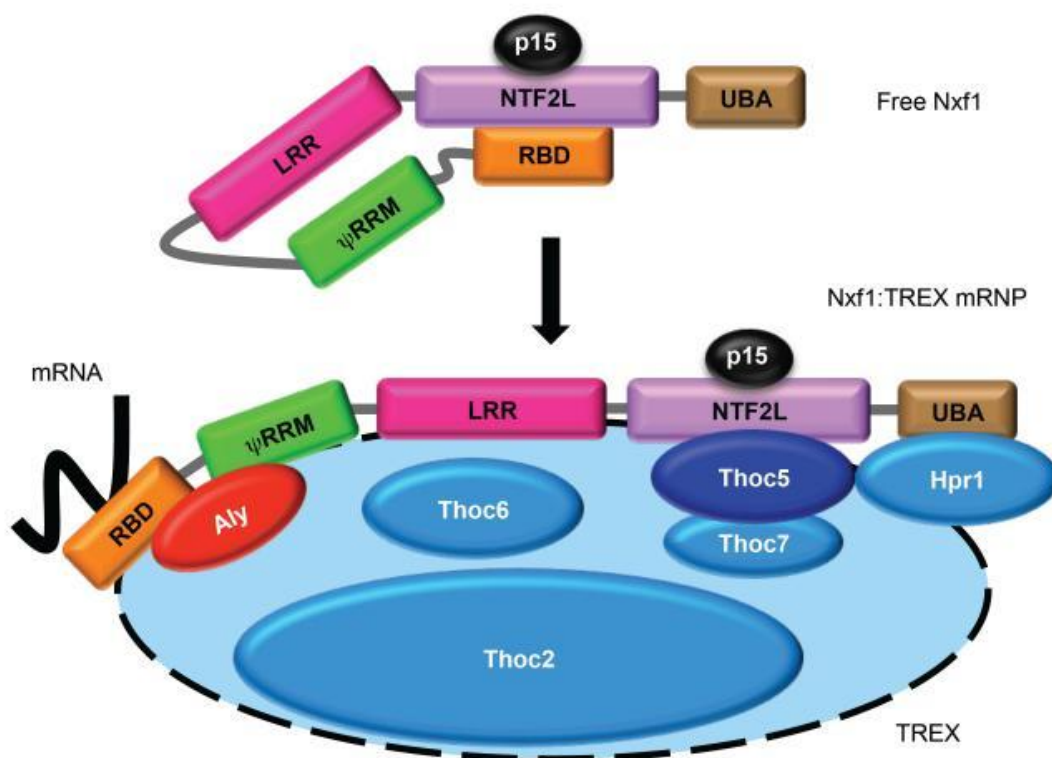 p15
NTF2L
UBA
Free Nxf1
LRR
RBD
ψRRM
Nxf1:TREX mRNP
p15
mRNA
LRR
NTF2L
UBA
ψRRM
RBD
Aly
Thoc6
Thoc5
Hpr1
Thoc7
Thoc2
TREX